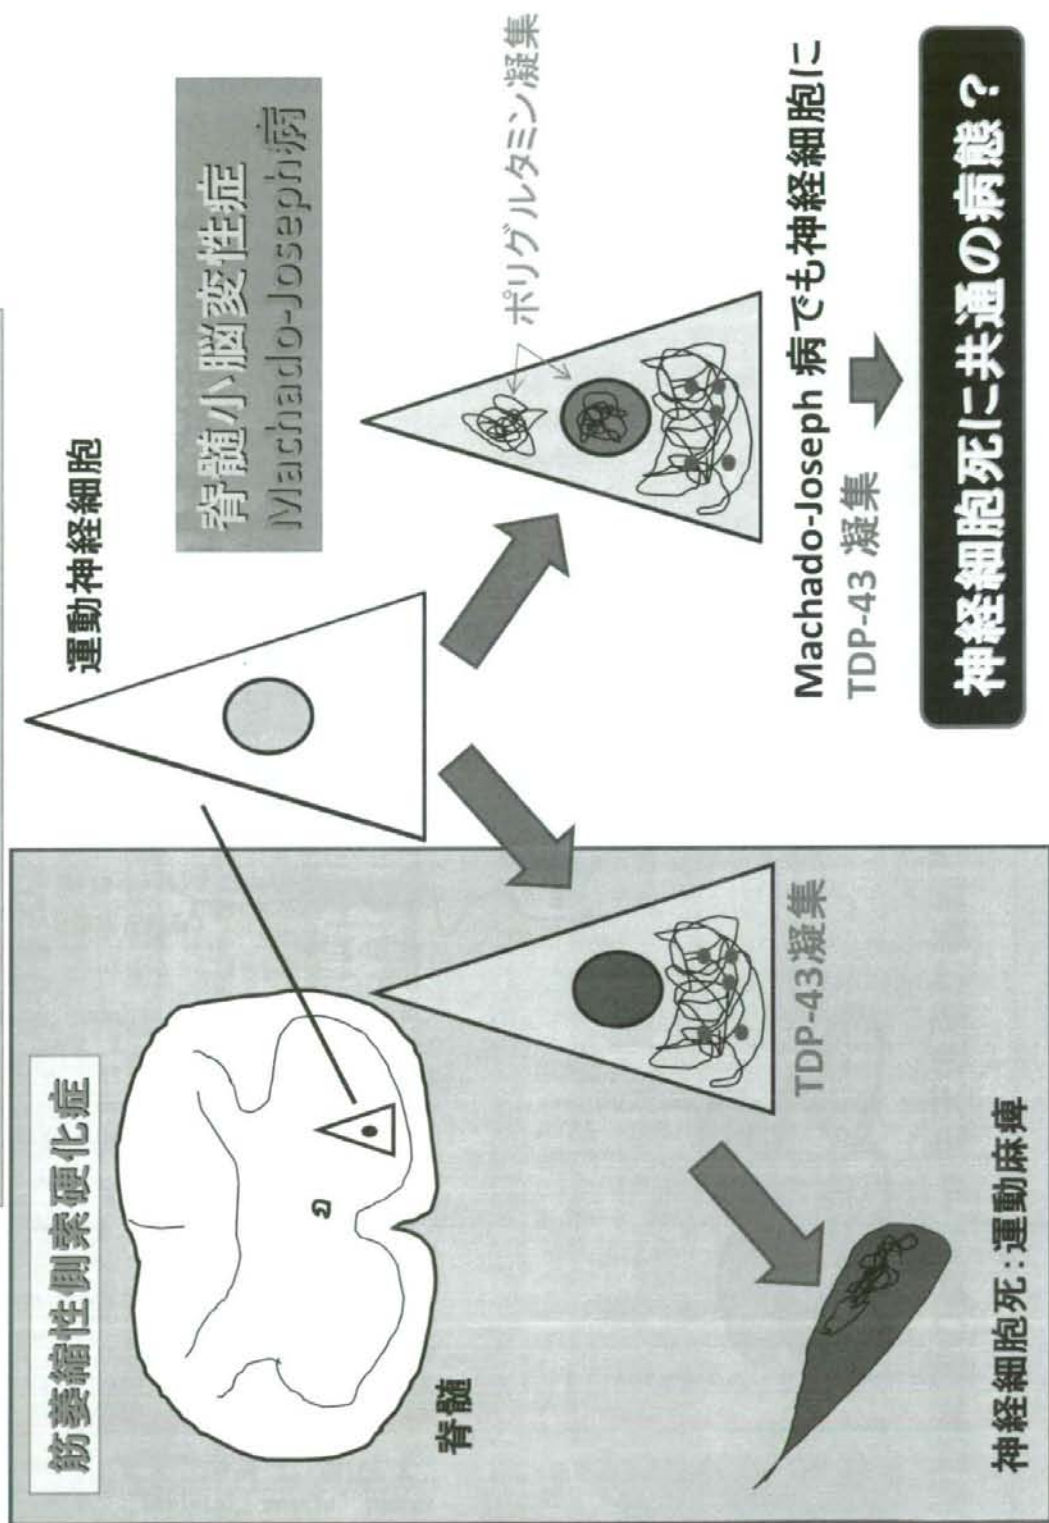 筋萎縮性側索硬化症
脊髄
TDP-43凝集
神経細胞死：運動麻痺
運動神経細胞
脊髄小脳変性症
Machado-Joseph病
ポリグルタミン凝集
Machado-Joseph 病でも神経細胞に
TDP-43 凝集
神経細胞死に共通の病態？